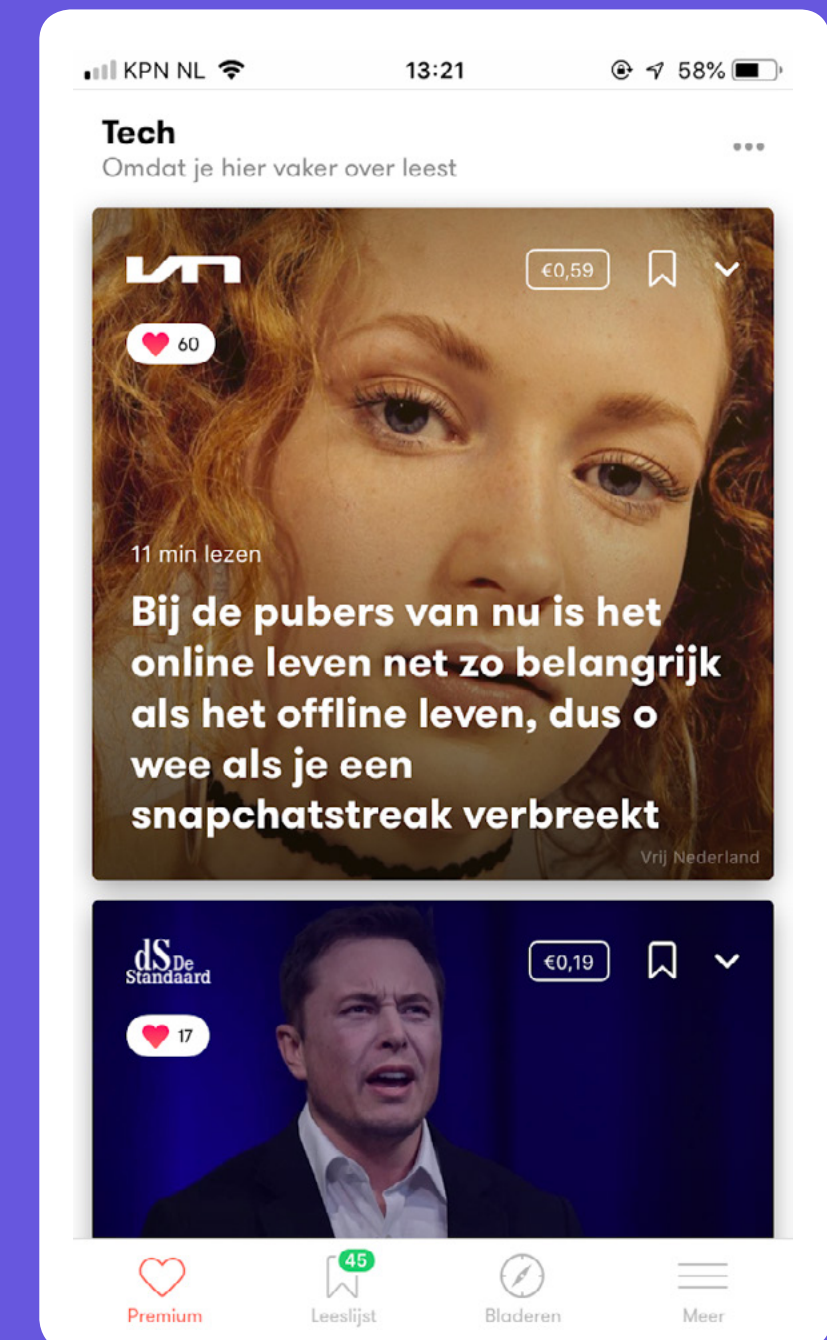 KPN NL 13:21 58%
Tech
Omdat je hier vaker over leest
VN €0,59
60
11 min lezen
Bij de pubers van nu is het
online leven net zo belangrijk
als het offline leven, dus o
wee als je een
snapchatstreak verbreekt
Vrij Nederland
dS De
Standaard
€0,19
17
45
Premium Leeslijst Bladeren Meer